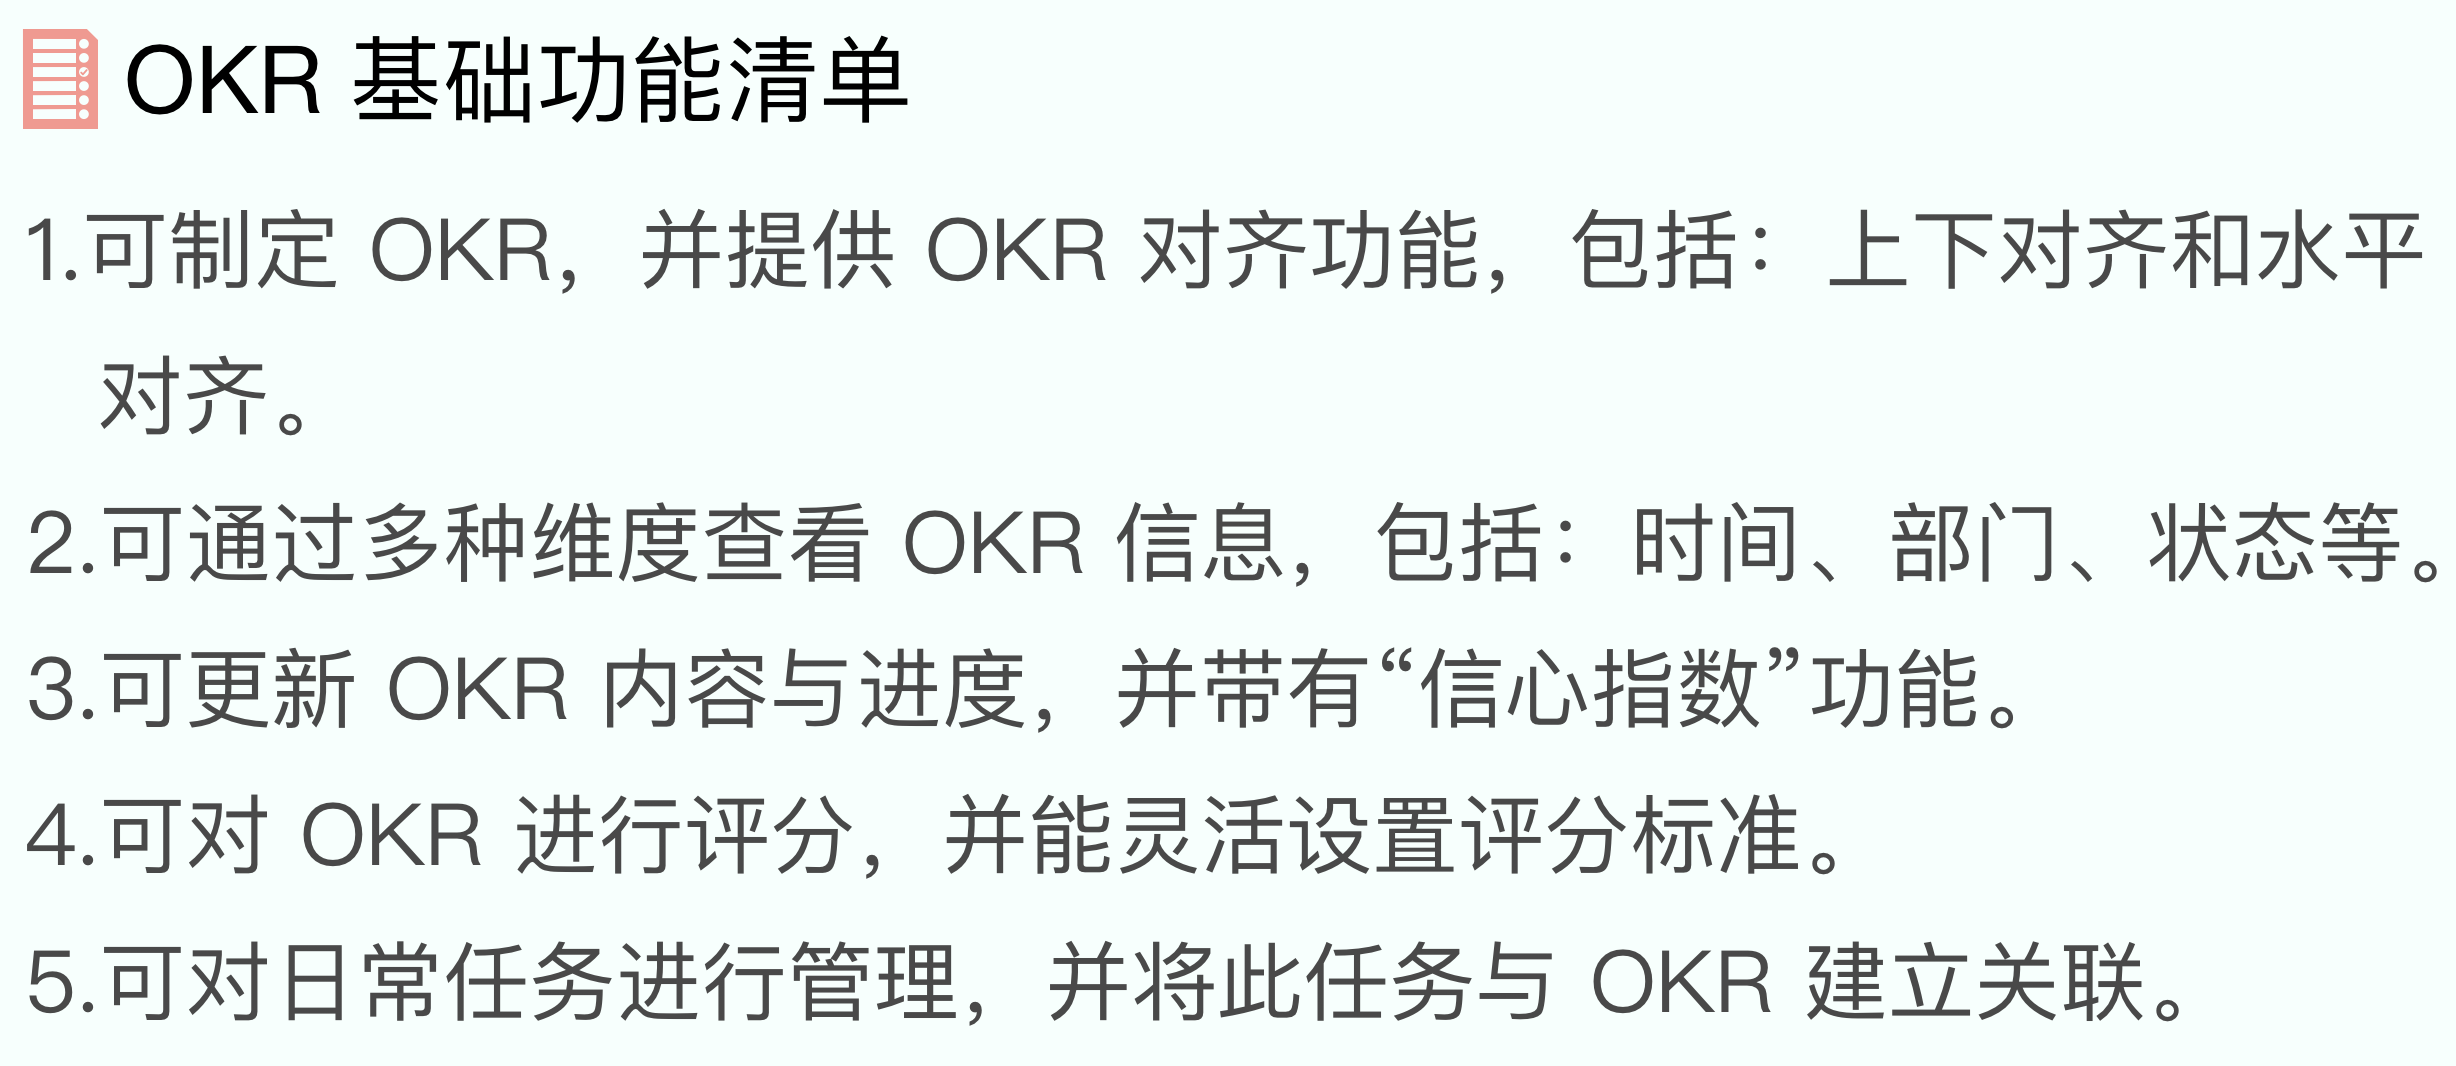 OKR 基础功能清单
1.可制定 OKR，并提供 OKR 对齐功能，包括：上下对齐和水平
对齐。
2.可通过多种维度查看 OKR 信息，包括：时间、部门、状态等。
3.可更新 OKR 内容与进度，并带有“信心指数”功能。
4.可对 OKR 进行评分，并能灵活设置评分标准。
5.可对日常任务进行管理，并将此任务与 OKR 建立关联。